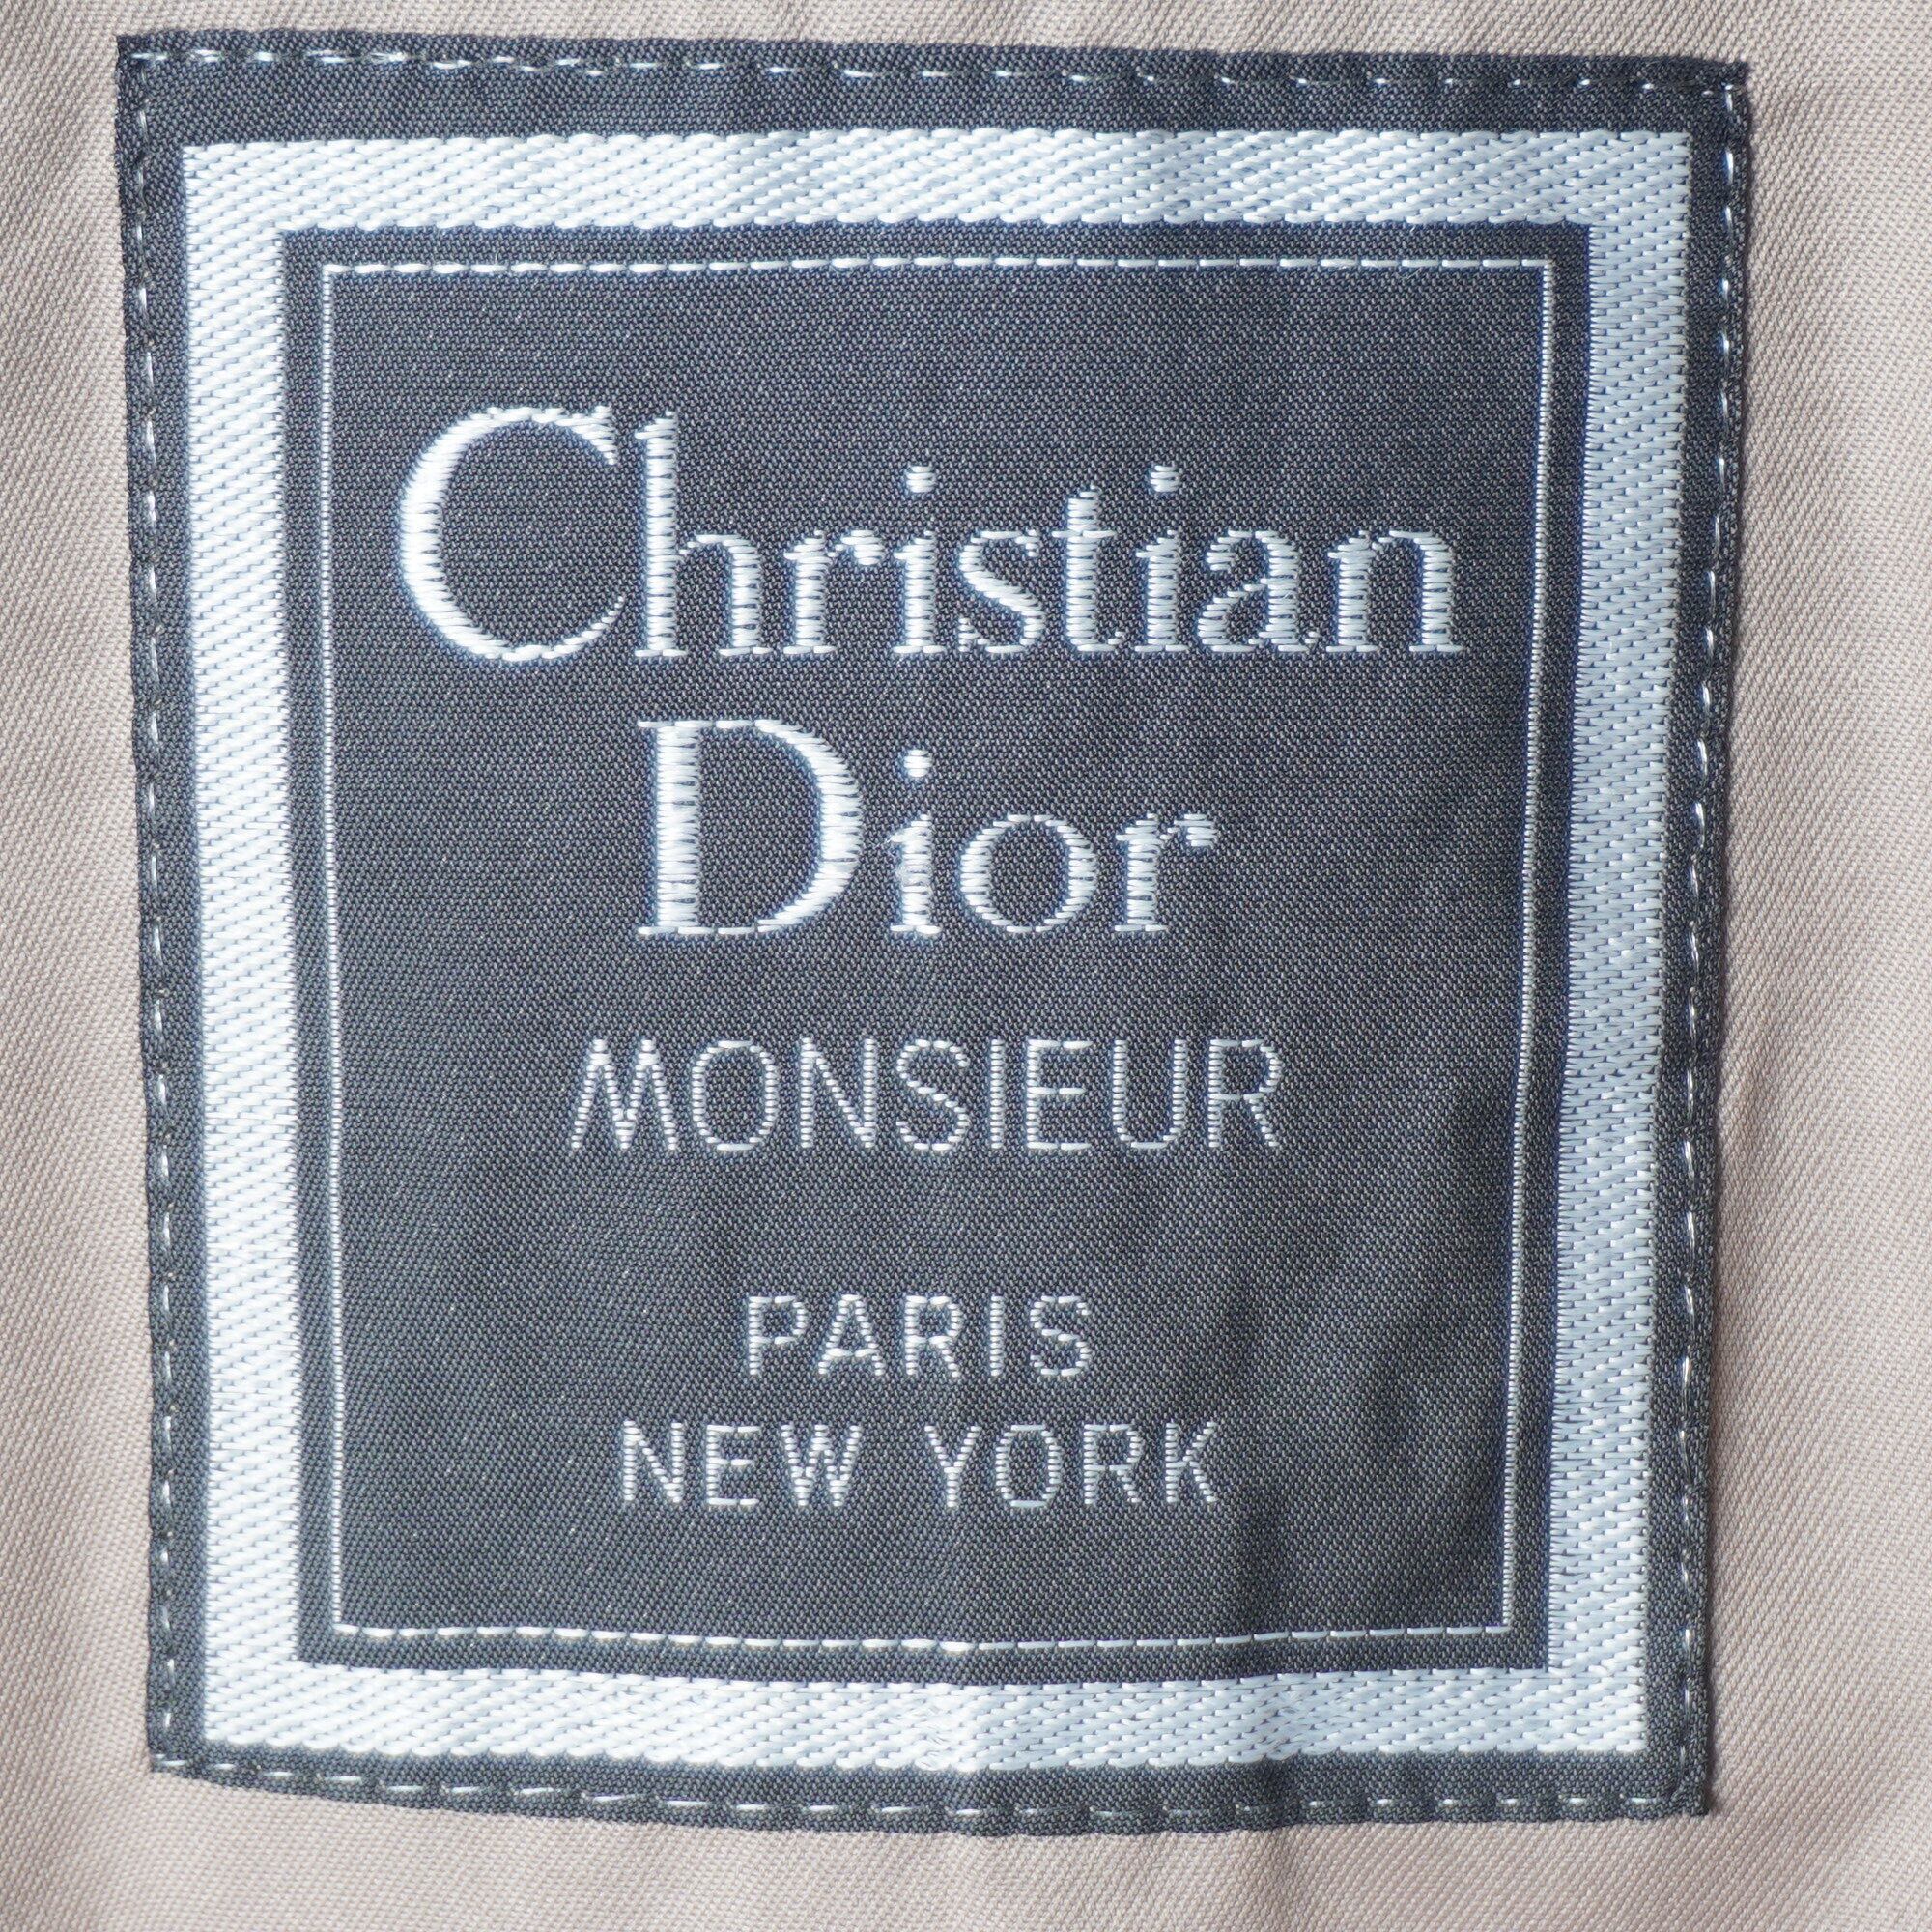 Christian
Dior
MONSIEUR
PARIS
NEW YORK